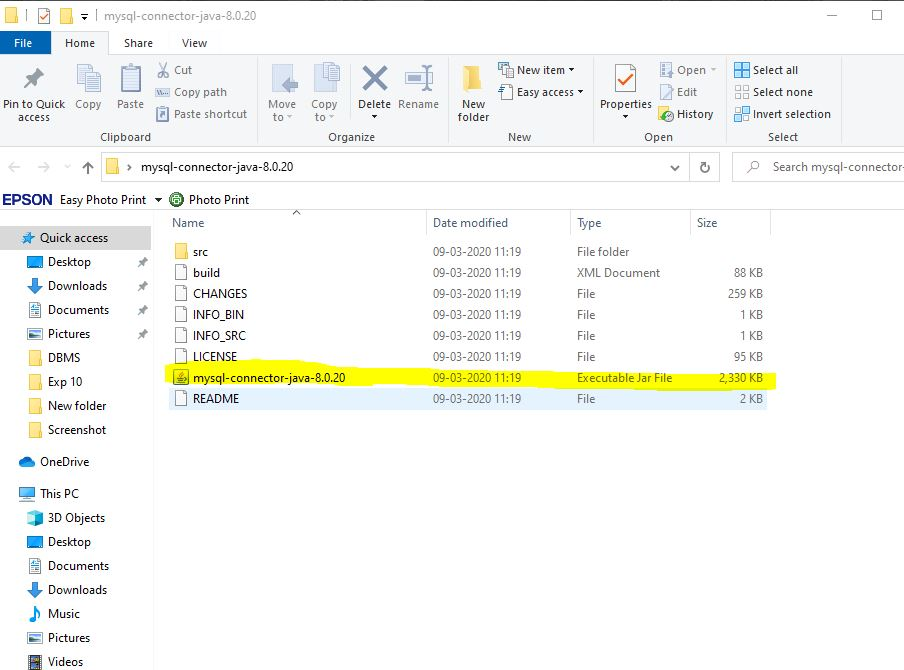 mysql-connector-java-8.0.20
File Home Share View
Pin to Quick access
Copy
Paste
Cut
Copy path
Paste shortcut
Clipboard
Move to
Copy to
Delete
Rename
Organize
New folder
New item
Easy access
New
Properties
Open
Edit
History
Open
Select all
Select none
Invert selection
Select
mysql-connector-java-8.0.20
Search mysql-connector-
EPSON Easy Photo Print Photo Print
Name Date modified Type Size
Quick access
Desktop
Downloads
Documents
Pictures
DBMS
Exp 10
New folder
Screenshot
OneDrive
This PC
3D Objects
Desktop
Documents
Downloads
Music
Pictures
Videos
src 09-03-2020 11:19 File folder
build 09-03-2020 11:19 XML Document 88 KB
CHANGES 09-03-2020 11:19 File 259 KB
INFO_BIN 09-03-2020 11:19 File 1 KB
INFO_SRC 09-03-2020 11:19 File 1 KB
LICENSE 09-03-2020 11:19 File 95 KB
mysql-connector-java-8.0.20 09-03-2020 11:19 Executable Jar File 2,330 KB
README 09-03-2020 11:19 File 2 KB